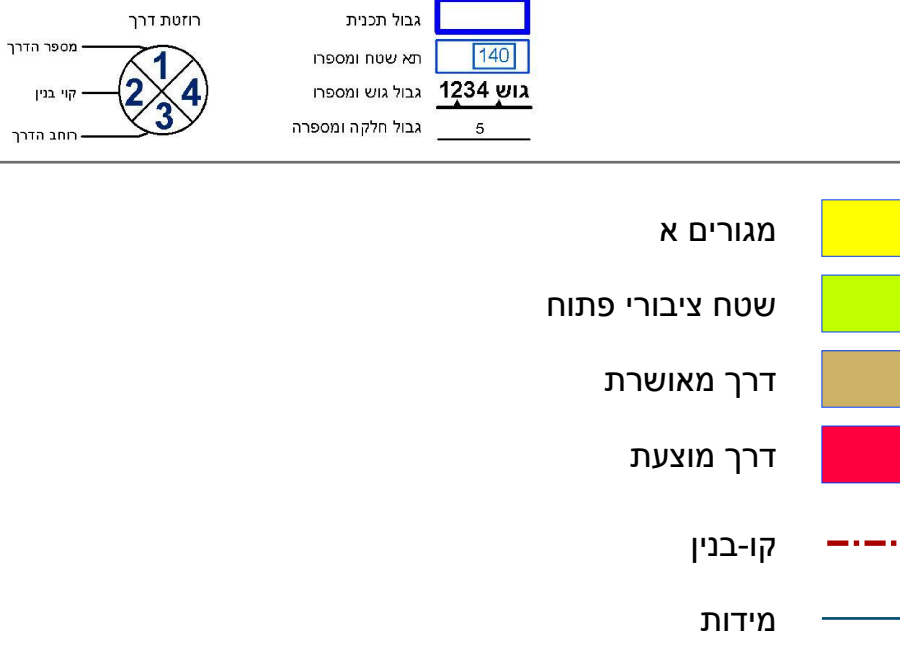 גבול תכנית
תא שטח ומספרו 140
גבול גוש ומספרו גוש 1234
גבול חלקה ומספרה 5
רוזטת דרך
מספר הדרך
קוי בנין
רוחב הדרך
1
2 4
3
מגורים א
שטח ציבורי פתוח
דרך מאושרת
דרך מוצעת
קו-בנין
מידות